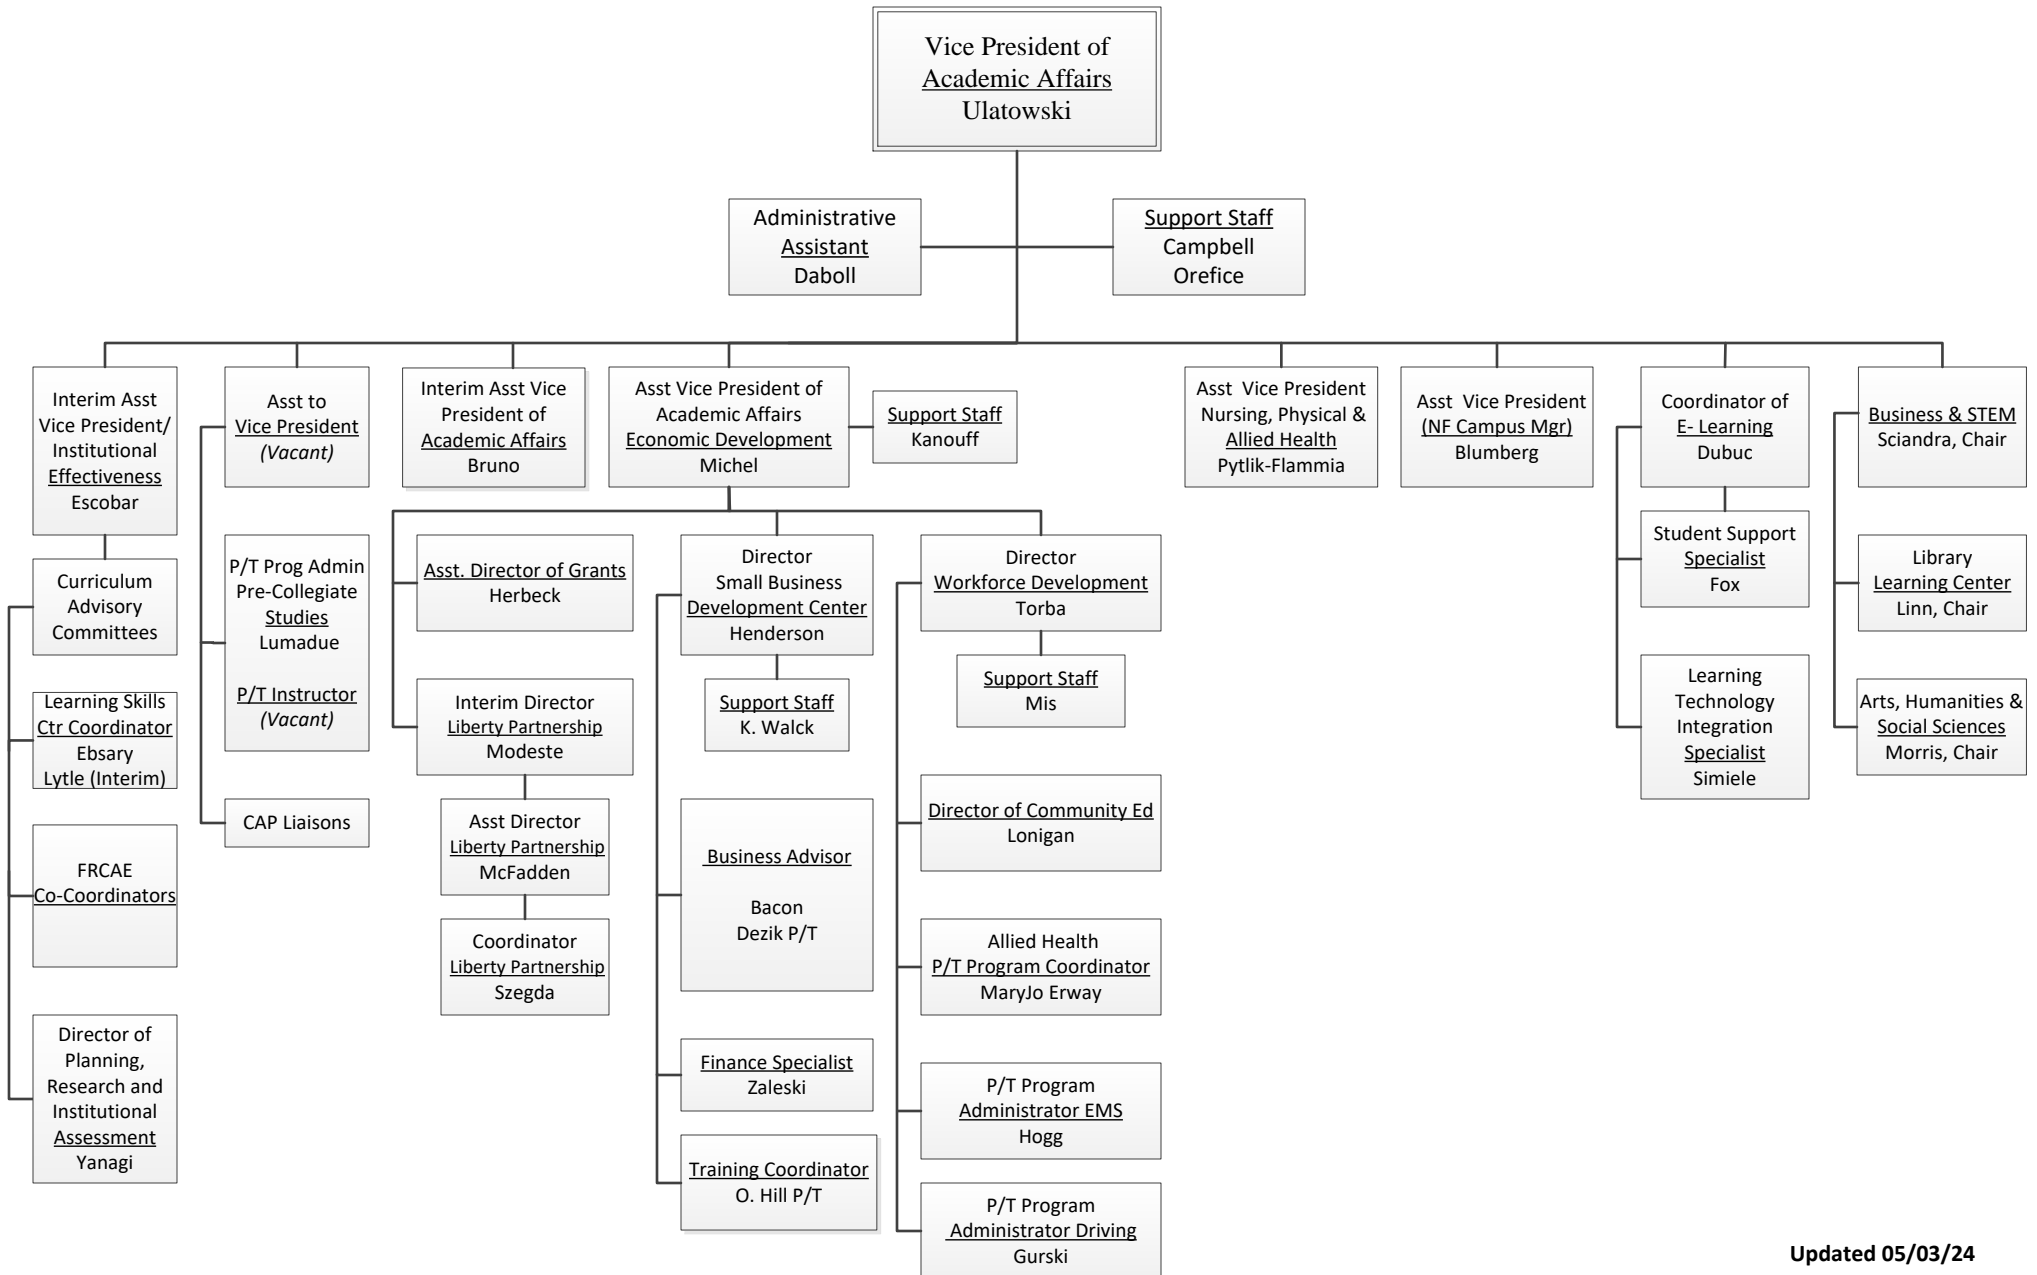 Vice President of
Academic Affairs
Ulatowski
Administrative
Assistant
Daboll
Support Staff
Campbell
Orefice
Interim Asst
Vice President/
Institutional
Effectiveness
Escobar
Asst to
Vice President
(Vacant)
Interim Asst Vice
President of
Academic Affairs
Bruno
Asst Vice President of
Academic Affairs
Economic Development
Michel
Support Staff
Kanouff
Asst  Vice President
Nursing, Physical &
Allied Health
Pytlik-Flammia
Asst  Vice President
(NF Campus Mgr)
Blumberg
Coordinator of
E- Learning
Dubuc
Business & STEM
Sciandra, Chair
Curriculum
Advisory
Committees
Learning Skills
Ctr Coordinator
Ebsary
Lytle (Interim)
FRCAE
Co-Coordinators
Director of
Planning,
Research and
Institutional
Assessment
Yanagi
P/T Prog Admin
Pre-Collegiate
Studies
Lumadue
P/T Instructor
(Vacant)
CAP Liaisons
Asst. Director of Grants
Herbeck
Interim Director
Liberty Partnership
Modeste
Asst Director
Liberty Partnership
McFadden
Coordinator
Liberty Partnership
Szegda
Director
Small Business
Development Center
Henderson
Support Staff
K. Walck
Business Advisor
Bacon
Dezik P/T
Finance Specialist
Zaleski
Training Coordinator
O. Hill P/T
Director
Workforce Development
Torba
Support Staff
Mis
Director of Community Ed
Lonigan
Allied Health
P/T Program Coordinator
MaryJo Erway
P/T Program
Administrator EMS
Hogg
P/T Program
Administrator Driving
Gurski
Student Support
Specialist
Fox
Learning
Technology
Integration
Specialist
Simiele
Library
Learning Center
Linn, Chair
Arts, Humanities &
Social Sciences
Morris, Chair
Updated 05/03/24